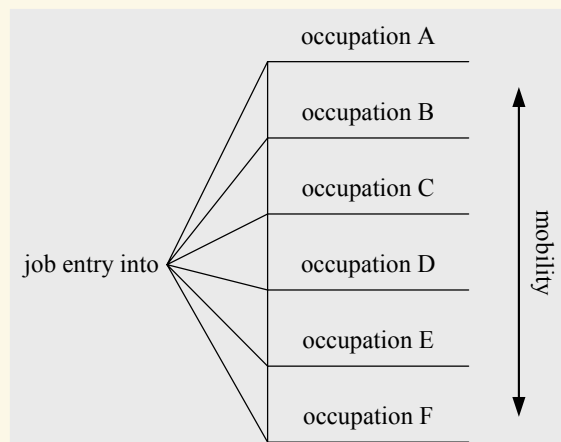 occupation A
occupation B
occupation C
job entry into
occupation D
mobility
occupation E
occupation F